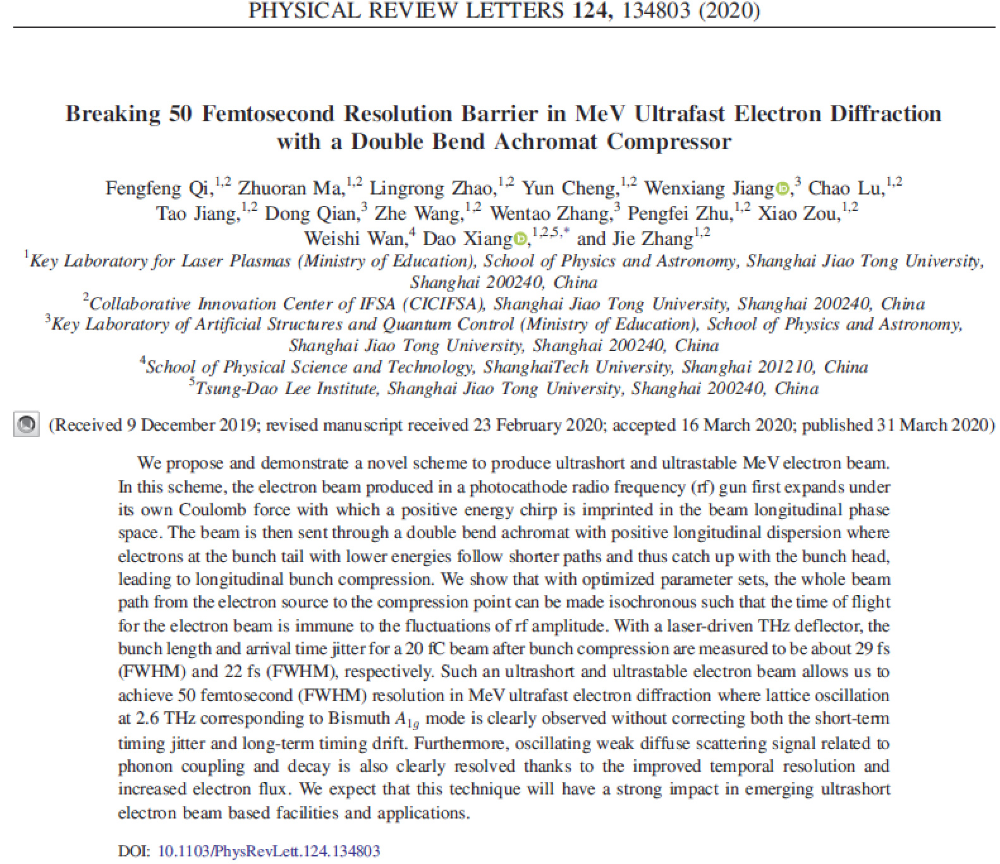 PHYSICAL REVIEW LETTERS 124, 134803 (2020)
Breaking 50 Femtosecond Resolution Barrier in MeV Ultrafast Electron Diffraction
with a Double Bend Achromat Compressor
Fengfeng Qi,1,2 Zhuoran Ma,1,2 Lingrong Zhao,1,2 Yun Cheng,1,2 Wenxiang Jiang,3 Chao Lu,1,2
Tao Jiang,1,2 Dong Qian,3 Zhe Wang,1,2 Wentao Zhang,3 Pengfei Zhu,1,2 Xiao Zou,1,2
Weishi Wan,4 Dao Xiang,1,2,5,* and Jie Zhang1,2
1Key Laboratory for Laser Plasmas (Ministry of Education), School of Physics and Astronomy, Shanghai Jiao Tong University,
Shanghai 200240, China
2Collaborative Innovation Center of IFSA (CICIFSA), Shanghai Jiao Tong University, Shanghai 200240, China
3Key Laboratory of Artificial Structures and Quantum Control (Ministry of Education), School of Physics and Astronomy,
Shanghai Jiao Tong University, Shanghai 200240, China
4School of Physical Science and Technology, ShanghaiTech University, Shanghai 201210, China
5Tsung-Dao Lee Institute, Shanghai Jiao Tong University, Shanghai 200240, China
(Received 9 December 2019; revised manuscript received 23 February 2020; accepted 16 March 2020; published 31 March 2020)
We propose and demonstrate a novel scheme to produce ultrashort and ultrastable MeV electron beam.
In this scheme, the electron beam produced in a photocathode radio frequency (rf) gun first expands under
its own Coulomb force with which a positive energy chirp is imprinted in the beam longitudinal phase
space. The beam is then sent through a double bend achromat with positive longitudinal dispersion where
electrons at the bunch tail with lower energies follow shorter paths and thus catch up with the bunch head,
leading to longitudinal bunch compression. We show that with optimized parameter sets, the whole beam
path from the electron source to the compression point can be made isochronous such that the time of flight
for the electron beam is immune to the fluctuations of rf amplitude. With a laser-driven THz deflector, the
bunch length and arrival time jitter for a 20 fC beam after bunch compression are measured to be about 29 fs
(FWHM) and 22 fs (FWHM), respectively. Such an ultrashort and ultrastable electron beam allows us to
achieve 50 femtosecond (FWHM) resolution in MeV ultrafast electron diffraction where lattice oscillation
at 2.6 THz corresponding to Bismuth A1g mode is clearly observed without correcting both the short-term
timing jitter and long-term timing drift. Furthermore, oscillating weak diffuse scattering signal related to
phonon coupling and decay is also clearly resolved thanks to the improved temporal resolution and
increased electron flux. We expect that this technique will have a strong impact in emerging ultrashort
electron beam based facilities and applications.
DOI: 10.1103/PhysRevLett.124.134803